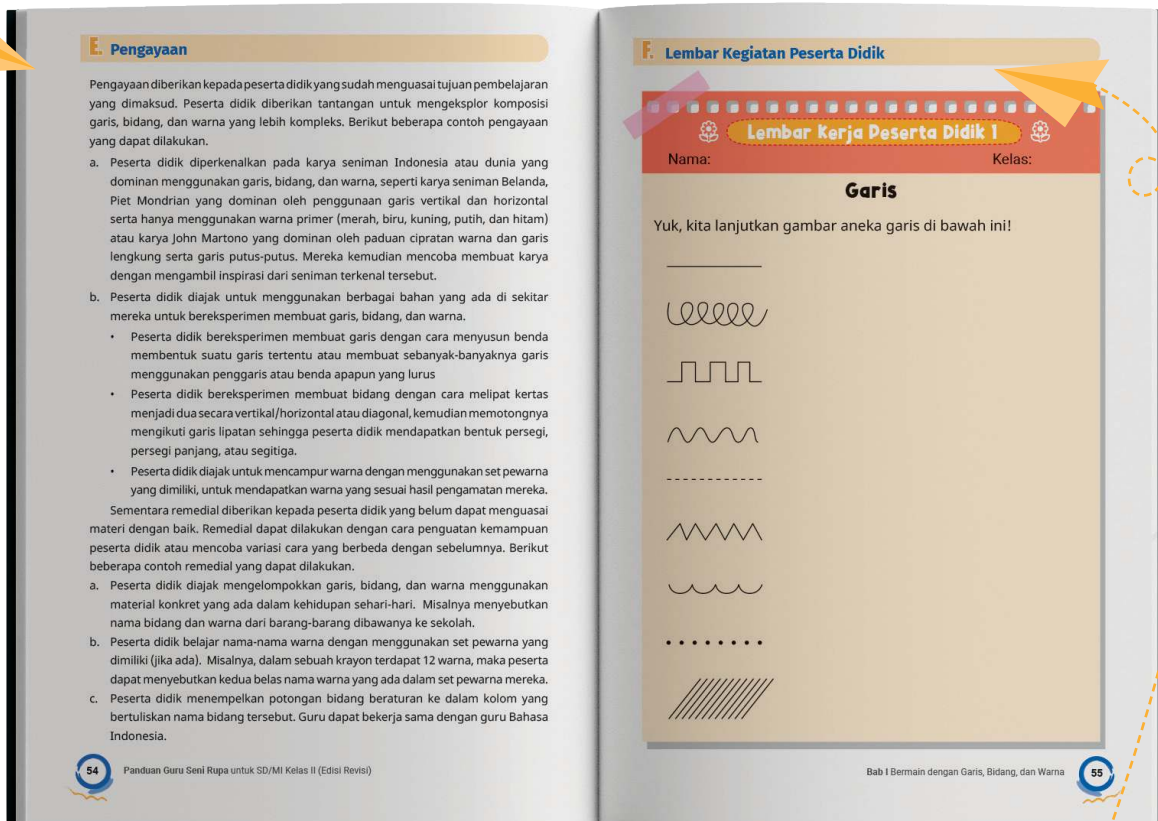 E. Pengayaan
Pengayaan diberikan kepada peserta didik yang sudah menguasai tujuan pembelajaran
yang dimaksud. Peserta didik diberikan tantangan untuk mengeksplor komposisi
garis, bidang, dan warna yang lebih kompleks. Berikut beberapa contoh pengayaan
yang dapat dilakukan.
a. Peserta didik diperkenalkan pada karya seniman Indonesia atau dunia yang
dominan menggunakan garis, bidang, dan warna, seperti karya seniman Belanda,
Piet Mondrian yang dominan oleh penggunaan garis vertikal dan horizontal
serta hanya menggunakan warna primer (merah, biru, kuning, putih, dan hitam)
atau karya John Martono yang dominan oleh paduan cipratan warna dan garis
lengkung serta garis putus-putus. Mereka kemudian mencoba membuat karya
dengan mengambil inspirasi dari seniman terkenal tersebut.
b. Peserta didik diajak untuk menggunakan berbagai bahan yang ada di sekitar
mereka untuk bereksperimen membuat garis, bidang, dan warna.
• Peserta didik bereksperimen membuat garis dengan cara menyusun benda
membentuk suatu garis tertentu atau membuat sebanyak-banyaknya garis
menggunakan penggaris atau benda apapun yang lurus
• Peserta didik bereksperimen membuat bidang dengan cara melipat kertas
menjadi dua secara vertikal/horizontal atau diagonal, kemudian memotongnya
mengikuti garis lipatan sehingga peserta didik mendapatkan bentuk persegi,
persegi panjang, atau segitiga.
• Peserta didik diajak untuk mencampur warna dengan menggunakan set pewarna
yang dimiliki, untuk mendapatkan warna yang sesuai hasil pengamatan mereka.
Sementara remedial diberikan kepada peserta didik yang belum dapat menguasai
materi dengan baik. Remedial dapat dilakukan dengan cara penguatan kemampuan
peserta didik atau mencoba variasi cara yang berbeda dengan sebelumnya. Berikut
beberapa contoh remedial yang dapat dilakukan.
a. Peserta didik diajak mengelompokkan garis, bidang, dan warna menggunakan
material konkret yang ada dalam kehidupan sehari-hari. Misalnya menyebutkan
nama bidang dan warna dari barang-barang dibawanya ke sekolah.
b. Peserta didik belajar nama-nama warna dengan menggunakan set pewarna yang
dimiliki (jika ada). Misalnya, dalam sebuah krayon terdapat 12 warna, maka peserta
dapat menyebutkan kedua belas nama warna yang ada dalam set pewarna mereka.
c. Peserta didik menempelkan potongan bidang beraturan ke dalam kolom yang
bertuliskan nama bidang tersebut. Guru dapat bekerja sama dengan guru Bahasa
Indonesia.
54 Panduan Guru Seni Rupa untuk SD/MI Kelas II (Edisi Revisi)
F. Lembar Kegiatan Peserta Didik
Lembar Kerja Peserta Didik 1
Nama: Kelas:
Garis
Yuk, kita lanjutkan gambar aneka garis di bawah ini!
Bab I Bermain dengan Garis, Bidang, dan Warna 55